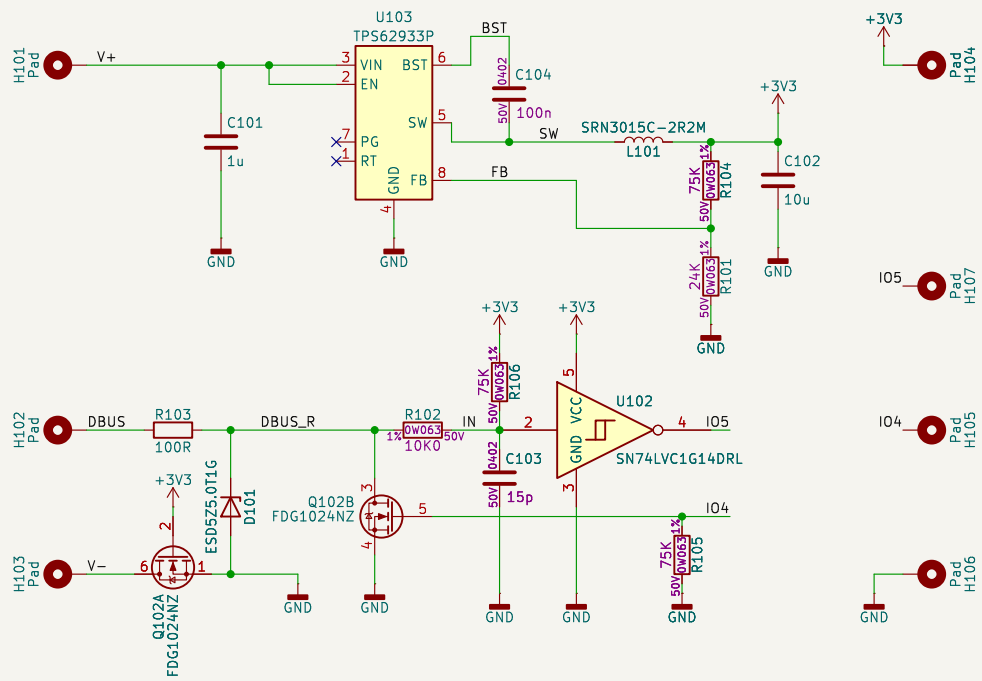 U103
TPS62933P
BST
+3V3
H101
Pad
V+
3
VIN
BST
6
2
EN
0402
C104
50V
100n
H104
Pad
+3V3
C101
1u
SW
5
SW
SRN3015C-2R2M
L101
7
PG
1
RT
1%
75K
0W063
R104
50V
C102
10u
FB
8
FB
GND
4
GND
GND
1%
24K
0W063
R101
50V
GND
IO5
H107
Pad
GND
+3V3
+3V3
1%
75K
0W063
R106
50V
5
VCC
U102
H102
Pad
DBUS
R103
100R
DBUS_R
R102
1%
0W063
50V
10K0
IN
2
4
IO5
IO4
H105
Pad
GND
SN74LVC1G14DRL
3
0402
C103
50V
15p
+3V3
2
ESD5Z5.0T1G
D101
Q102B
FDG1024NZ
3
5
4
IO4
1%
75K
0W063
R105
50V
H103
Pad
V-
6
1
Q102A
FDG1024NZ
GND
GND
GND
GND
GND
GND
H106
Pad